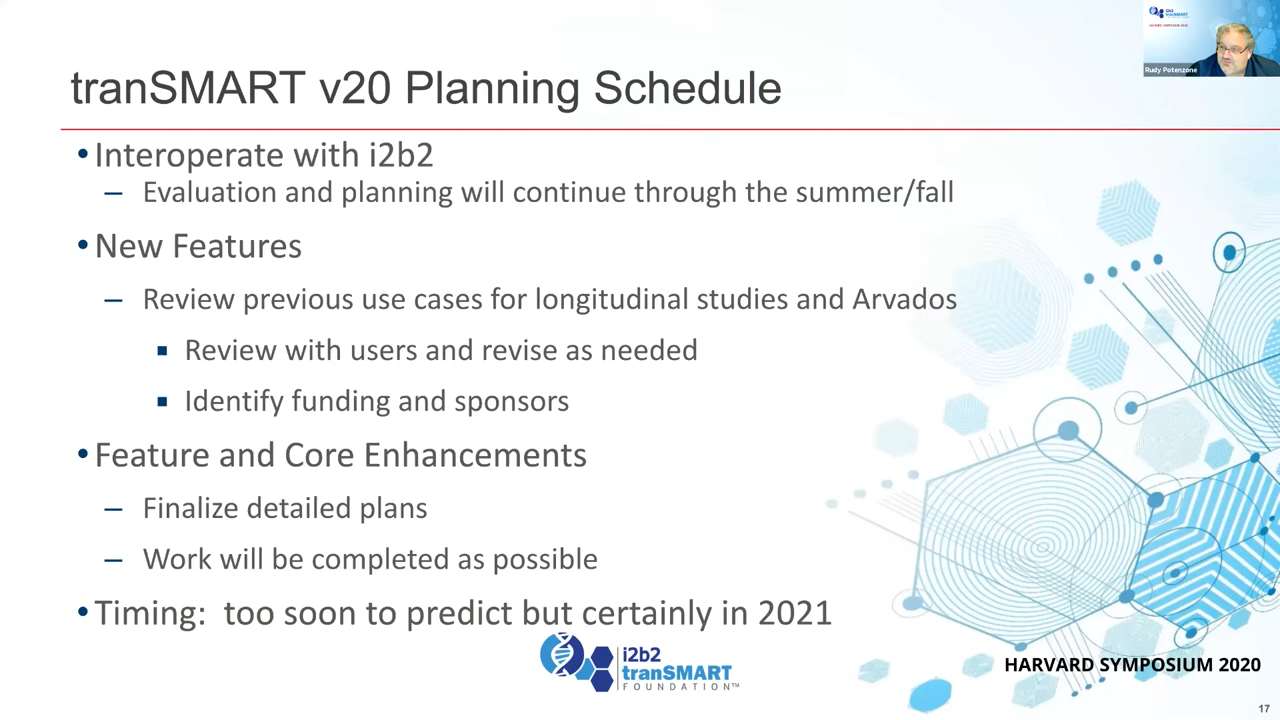 i2b2
tranSMART
Rudy Potenzone
tranSMART v20 Planning Schedule
•Interoperate with i2b2
– Evaluation and planning will continue through the summer/fall
•New Features
– Review previous use cases for longitudinal studies and Arvados
▪ Review with users and revise as needed
▪ Identify funding and sponsors
•Feature and Core Enhancements
– Finalize detailed plans
– Work will be completed as possible
•Timing: too soon to predict but certainly in 2021
i2b2
tranSMART
FOUNDATION™
HARVARD SYMPOSIUM 2020
17